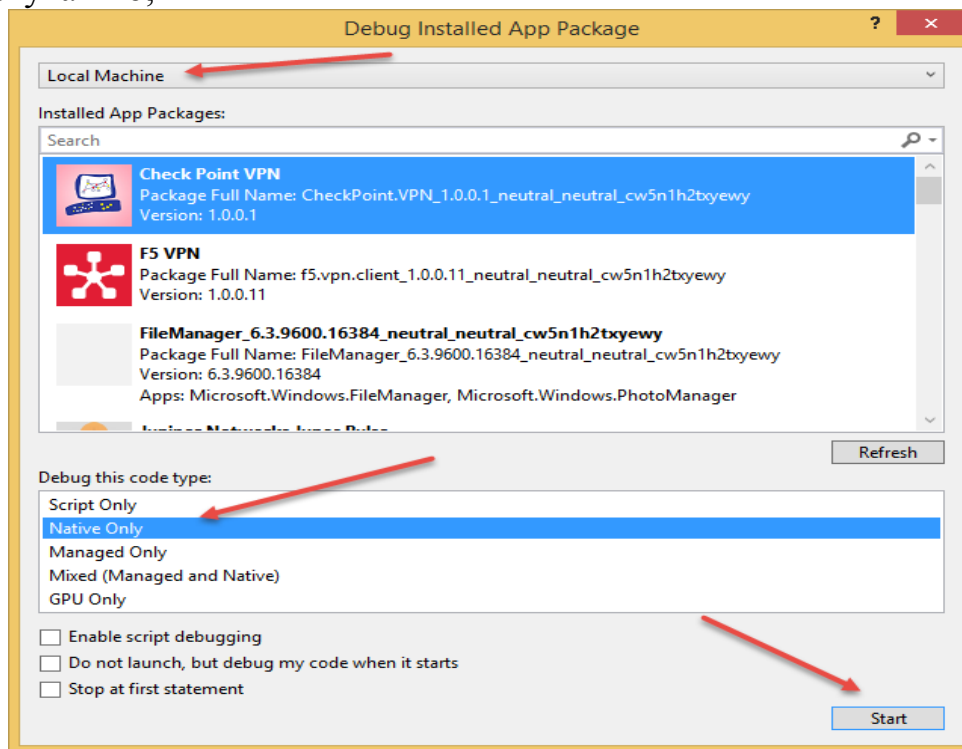 Debug Installed App Package
?
Local Machine
Installed App Packages:
Search
Check Point VPN
Package Full Name: CheckPoint.VPN_1.0.0.1_neutral_neutral_cw5n1h2txyewy
Version: 1.0.0.1
F5 VPN
Package Full Name: f5.vpn.client_1.0.0.11_neutral_neutral_cw5n1h2txyewy
Version: 1.0.0.11
FileManager_6.3.9600.16384_neutral_neutral_cw5n1h2txyewy
Package Full Name: FileManager_6.3.9600.16384_neutral_neutral_cw5n1h2txyewy
Version: 6.3.9600.16384
Apps: Microsoft.Windows.FileManager, Microsoft.Windows.PhotoManager
Refresh
Debug this code type:
Script Only
Native Only
Managed Only
Mixed (Managed and Native)
GPU Only
Enable script debugging
Do not launch, but debug my code when it starts
Stop at first statement
Start